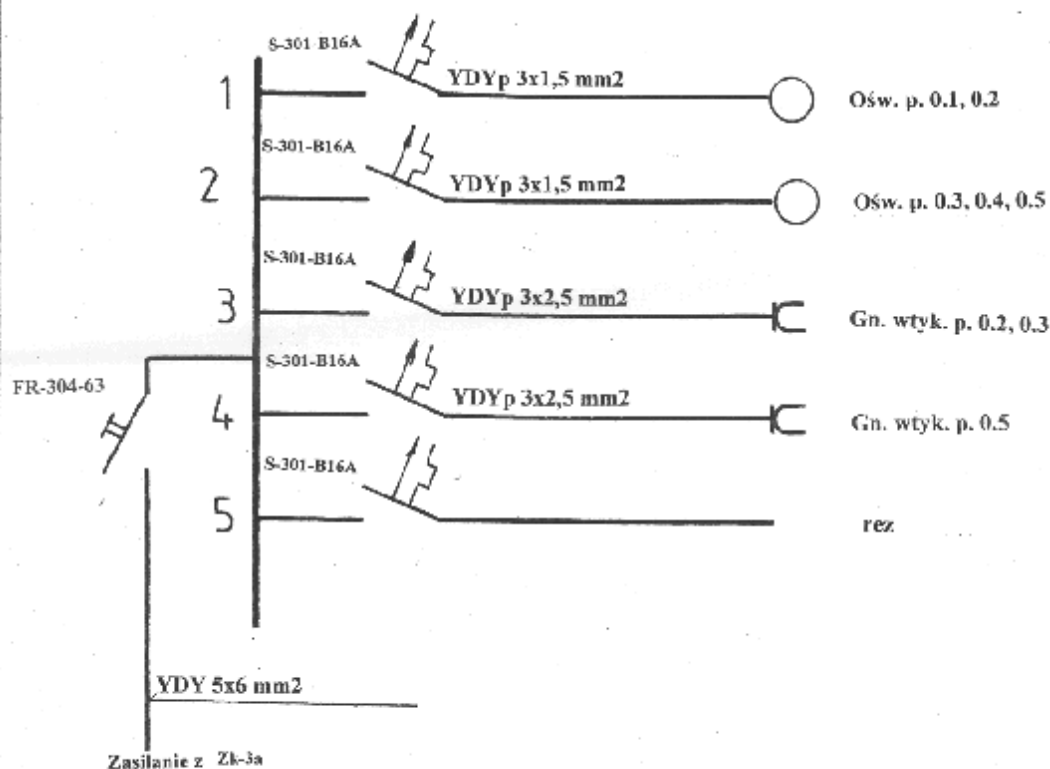 S-301-B16A
1
YDYp 3x1,5 mm2
Ośw. p. 0.1, 0.2
S-301-B16A
2
YDYp 3x1,5 mm2
Ośw. p. 0.3, 0.4, 0.5
S-301-B16A
3
YDYp 3x2,5 mm2
Gn. wtyk. p. 0.2, 0.3
FR-304-63
S-301-B16A
4
YDYp 3x2,5 mm2
Gn. wtyk. p. 0.5
S-301-B16A
5
rez
YDY 5x6 mm2
Zasilanie z Zk-3a